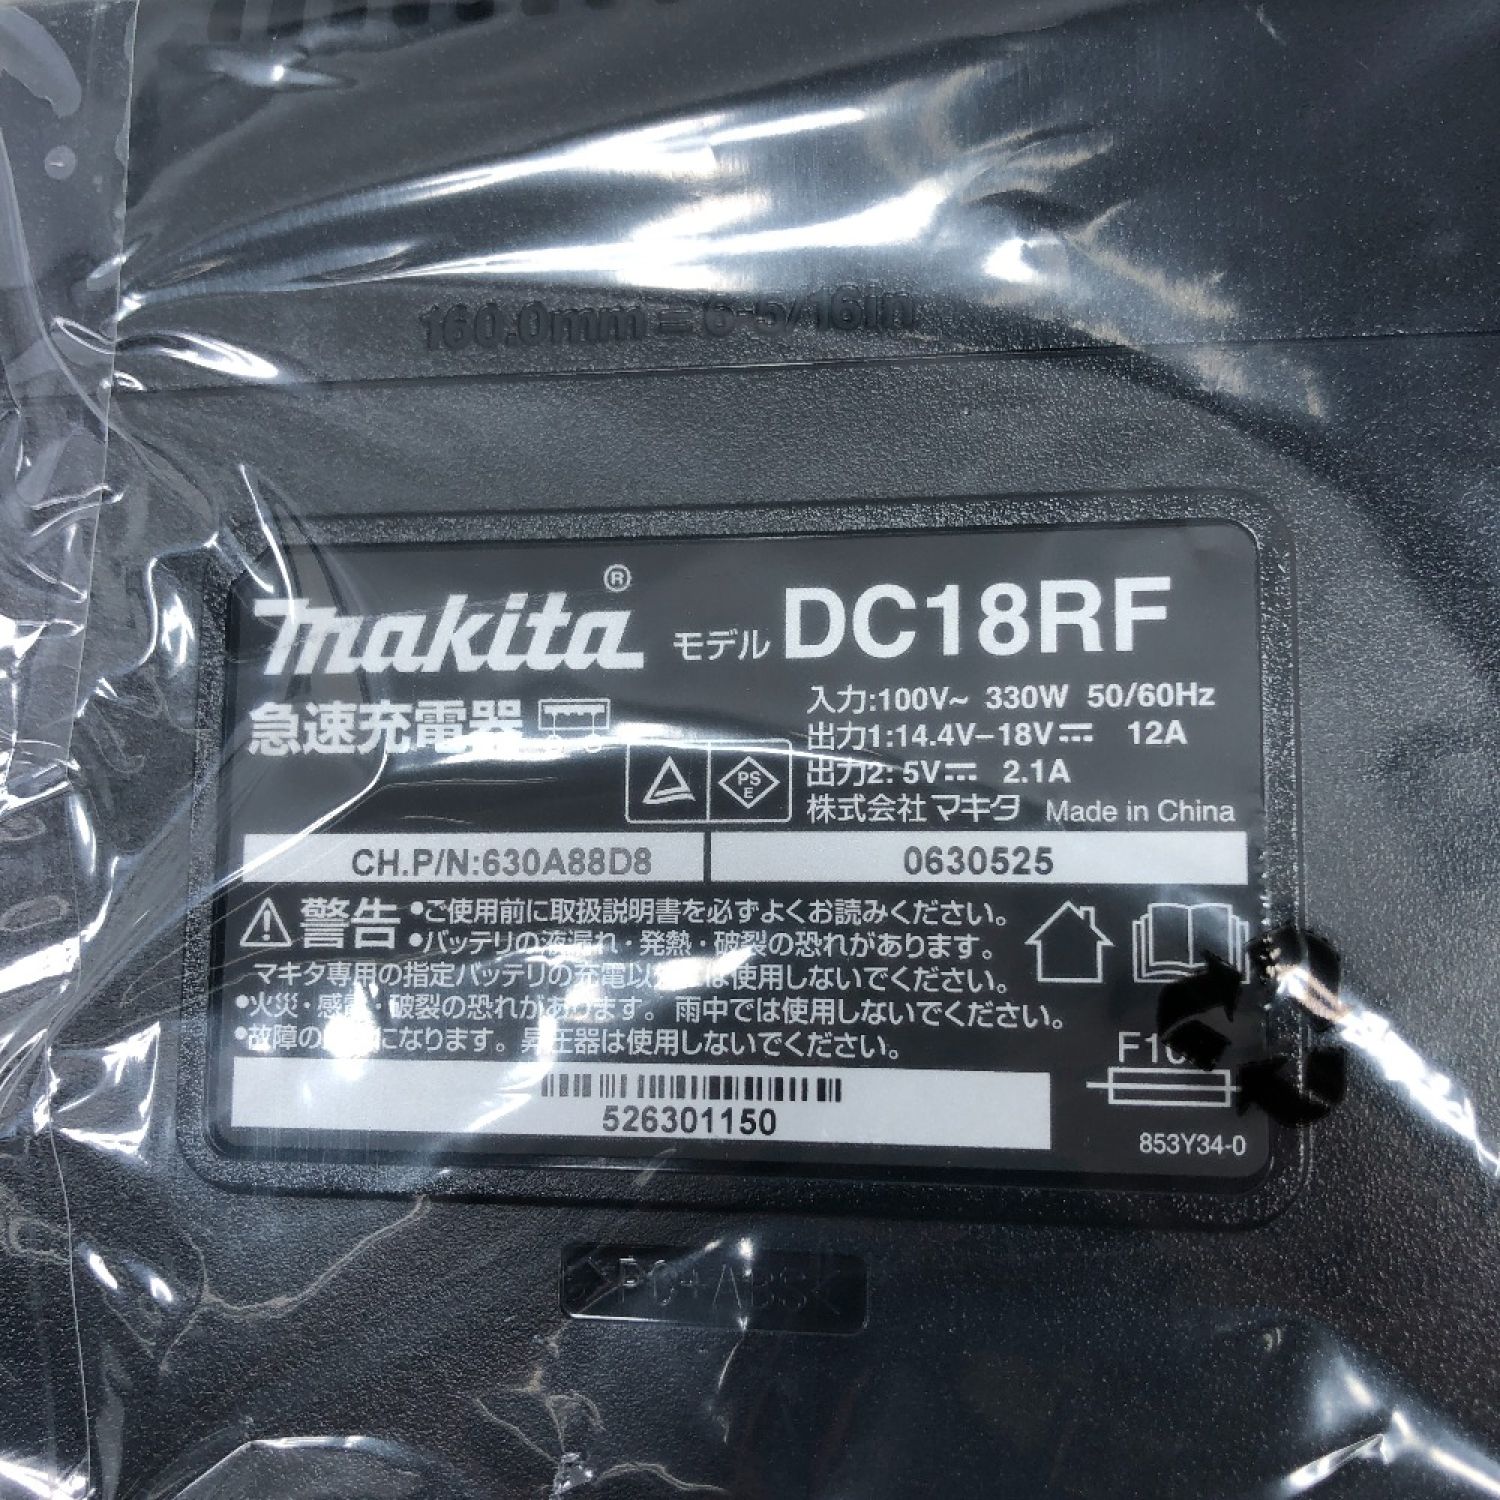 160.0mm=6-5/16in
makita® モデル DC18RF
急速充電器
入力:100V~ 330W 50/60Hz
出力1:14.4V–18V⎓ 12A
出力2: 5V⎓ 2.1A
PS
E
株式会社 マキタ Made in China
CH.P/N:630A88D8 0630525
警告 •ご使用前に取扱説明書を必ずよくお読みください。
•バッテリの液漏れ・発熱・破裂の恐れがあります。
マキタ専用の指定バッテリの充電以 は使用しないでください。
•火災・感電・破裂の恐れがあります。雨中では使用しないでください。
•故障の になります。昇圧器は使用しないでください。
526301150
853Y34-0
>PC+ABS<